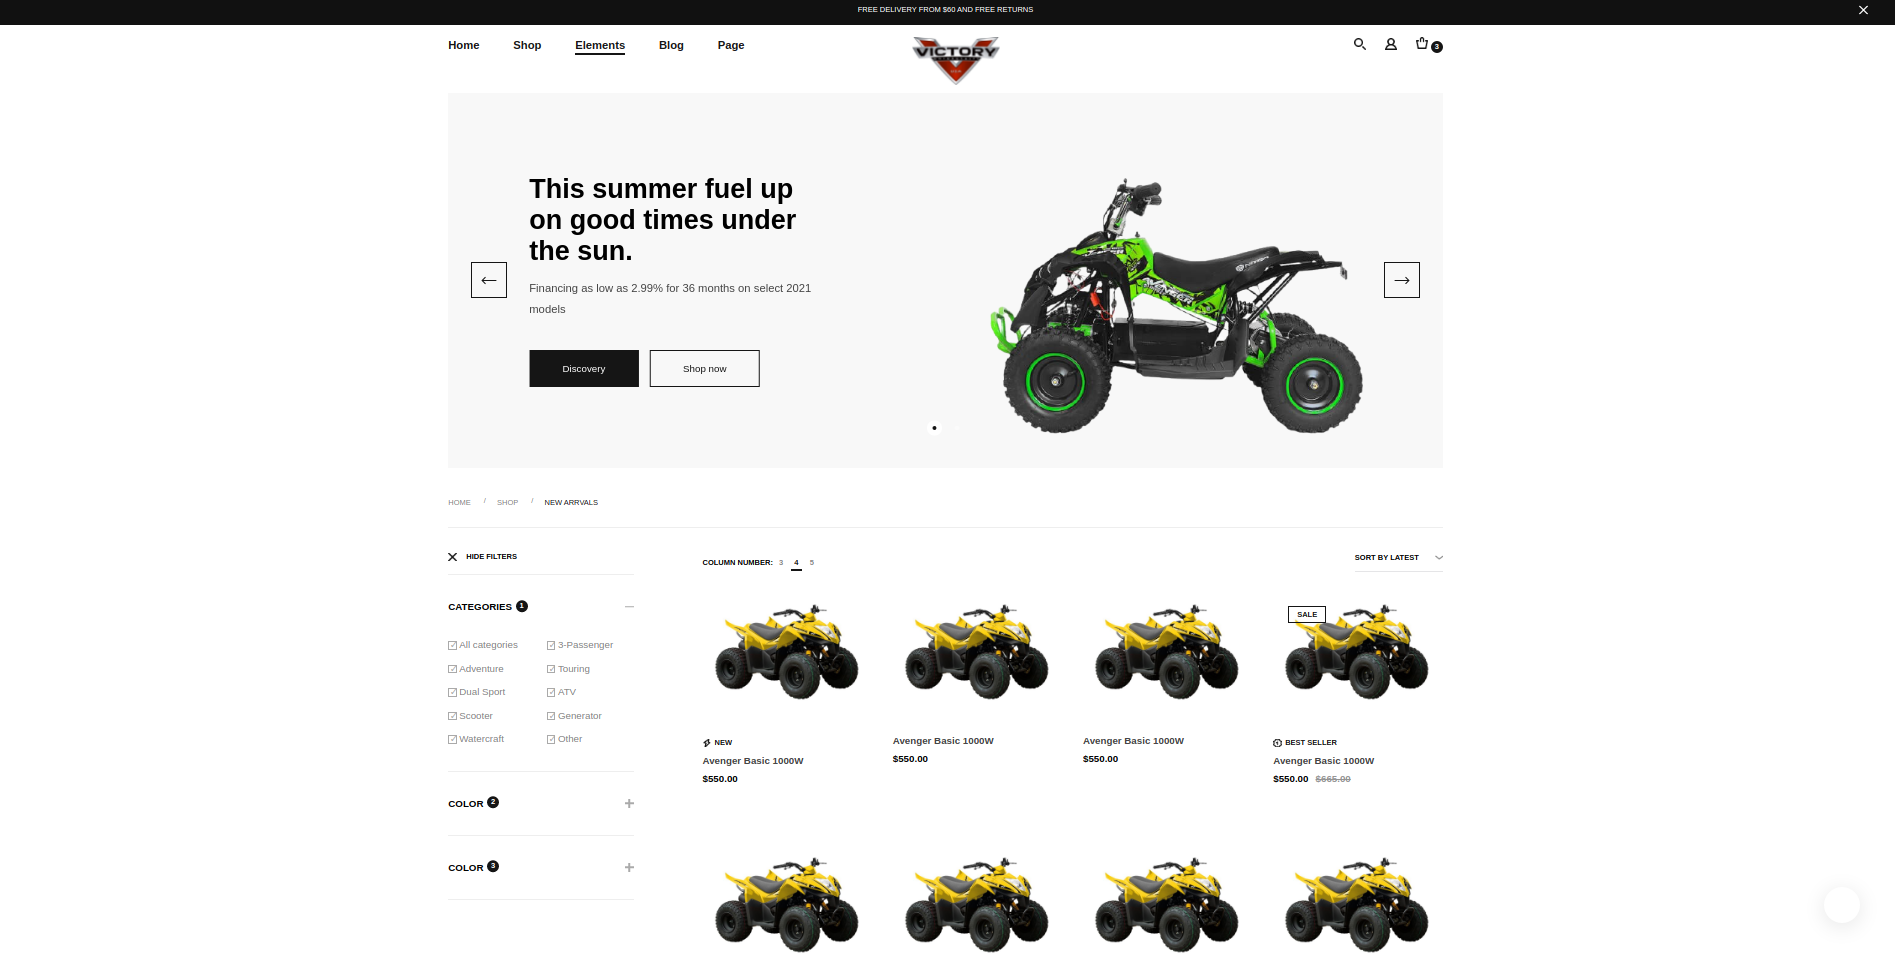 FREE DELIVERY FROM $60 AND FREE RETURNS
Home Shop Elements Blog Page
VICTORY
3
This summer fuel up
on good times under
the sun.
Financing as low as 2.99% for 36 months on select 2021
models
Discovery Shop now
HOME / SHOP / NEW ARRVALS
HIDE FILTERS
COLUMN NUMBER: 3 4 5
SORT BY LATEST
CATEGORIES 1
All categories 3-Passenger
Adventure Touring
Dual Sport ATV
Scooter Generator
Watercraft Other
COLOR 2
COLOR 3
SALE
NEW
Avenger Basic 1000W
$550.00
Avenger Basic 1000W
$550.00
Avenger Basic 1000W
$550.00
BEST SELLER
Avenger Basic 1000W
$550.00 $665.00